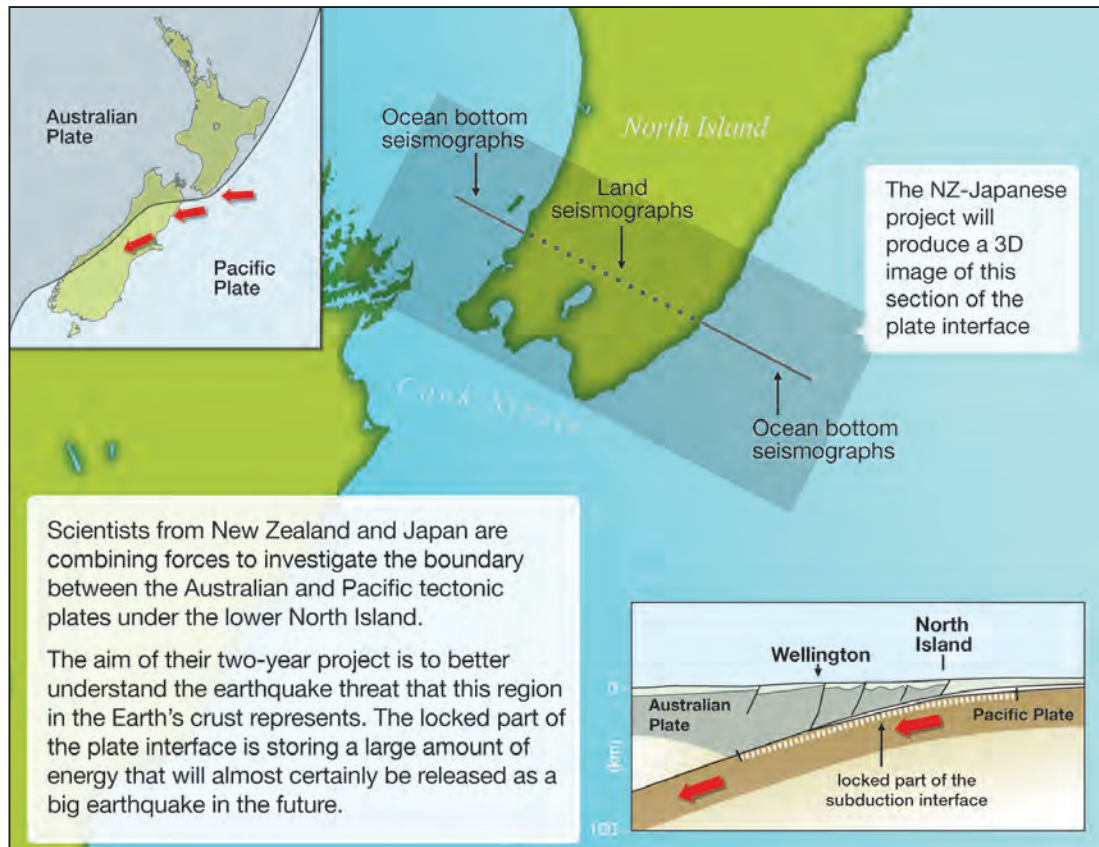 Australian
Plate
Pacific
Plate
Ocean bottom
seismographs
North Island
Land
seismographs
The NZ-Japanese
project will
produce a 3D
image of this
section of the
plate interface
Cook Strait
Ocean bottom
seismographs
Scientists from New Zealand and Japan are
combining forces to investigate the boundary
between the Australian and Pacific tectonic
plates under the lower North Island.
The aim of their two-year project is to better
understand the earthquake threat that this region
in the Earth’s crust represents. The locked part of
the plate interface is storing a large amount of
energy that will almost certainly be released as a
big earthquake in the future.
North
Island
Wellington
0
Australian
Plate
Pacific Plate
(km)
locked part of the
subduction interface
100